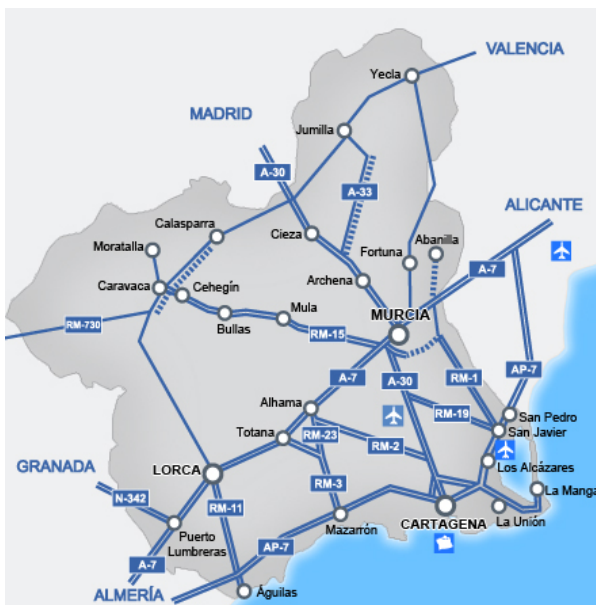 VALENCIA
Yecla
MADRID
Jumilla
A-30
A-33
ALICANTE
Calasparra
Moratalla
Cieza
Fortuna
Abanilla
A-7
Archena
Caravaca
Cehegín
Mula
Bullas
MURCIA
RM-730
RM-15
A-7
A-30
RM-1
AP-7
Alhama
RM-19
San Pedro
San Javier
Totana
RM-23
RM-2
LORCA
Los Alcázares
GRANADA
RM-3
La Manga
N-342
RM-11
CARTAGENA
La Unión
Puerto
Lumbreras
Mazarrón
AP-7
A-7
ALMERÍA
Águilas